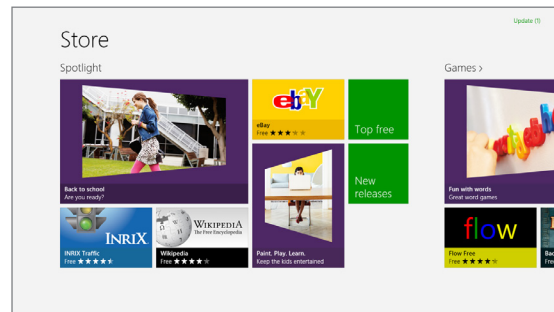 Update (1)
Store
Spotlight
Games >
ebaY
eBay
Free
Top free
Back to school
Are you ready?
New
releases
Fun with words
Great word games
INRIX
INRIX Traffic
Free
WIKIPEDIA
The Free Encyclopedia
Wikipedia
Free
Paint. Play. Learn.
Keep the kids entertained
flow
Flow Free
Free